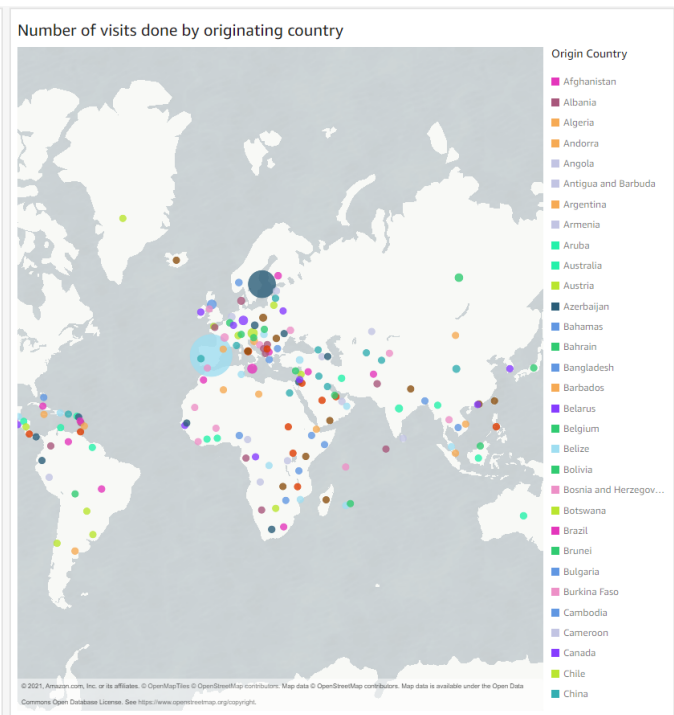 Number of visits done by originating country
Origin Country
Afghanistan
Albania
Algeria
Andorra
Angola
Antigua and Barbuda
Argentina
Armenia
Aruba
Australia
Austria
Azerbaijan
Bahamas
Bahrain
Bangladesh
Barbados
Belarus
Belgium
Belize
Bolivia
Bosnia and Herzegov...
Botswana
Brazil
Brunei
Bulgaria
Burkina Faso
Cambodia
Cameroon
Canada
Chile
China
© 2021, Amazon.com, Inc. or its affiliates. © OpenMapTiles © OpenStreetMap contributors. Map data © OpenStreetMap contributors. Map data is available under the Open Data
Commons Open Database License. See https://www.openstreetmap.org/copyright.